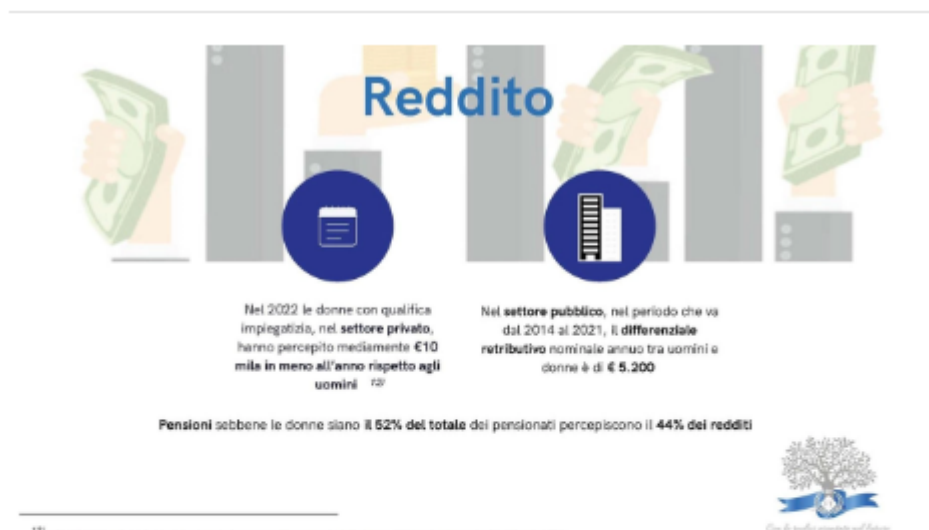 Reddito
Nel 2022 le donne con qualifica
impiegatizia, nel settore privato,
hanno percepito mediamente €10
mila in meno all'anno rispetto agli
uomini
Nel settore pubblico, nel periodo che va
dal 2014 al 2021, il differenziale
retributivo nominale annuo tra uomini e
donne è di € 5.200
Pensioni sebbene le donne siano il 52% del totale dei pensionati percepiscono il 44% dei redditi